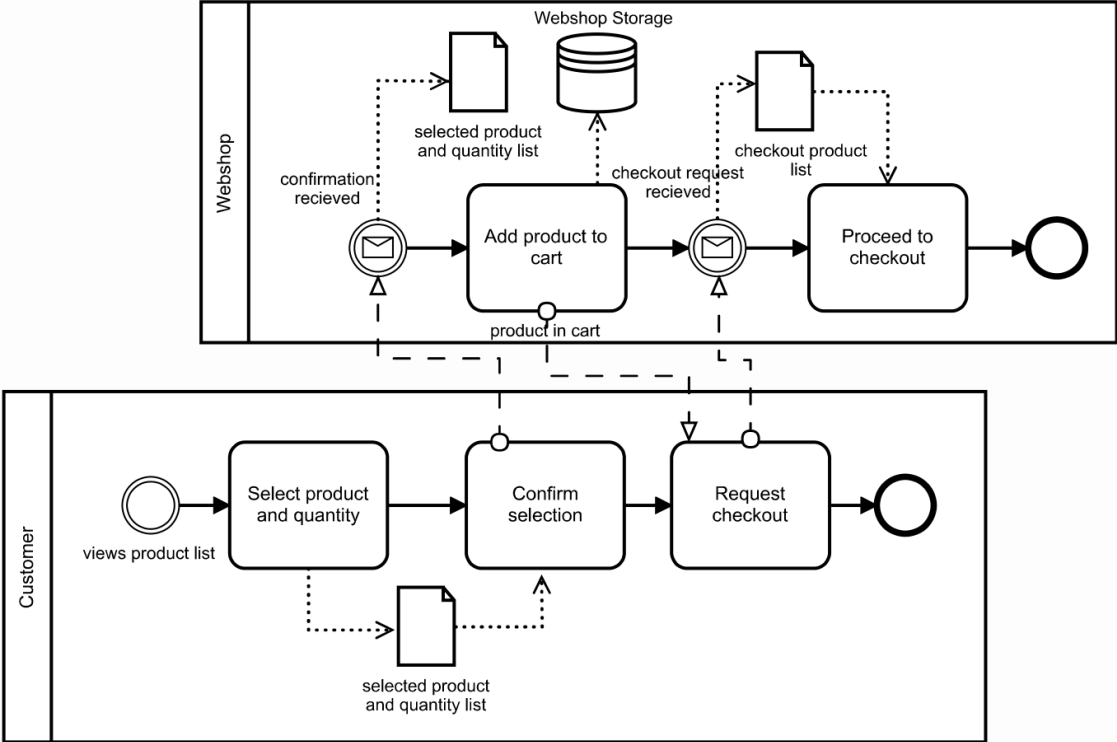 Webshop Storage
selected product
and quantity list
checkout product
list
confirmation
recieved
checkout request
recieved
Webshop
Add product to
cart
Proceed to
checkout
product in cart
Customer
Select product
and quantity
Confirm
selection
Request
checkout
views product list
selected product
and quantity list